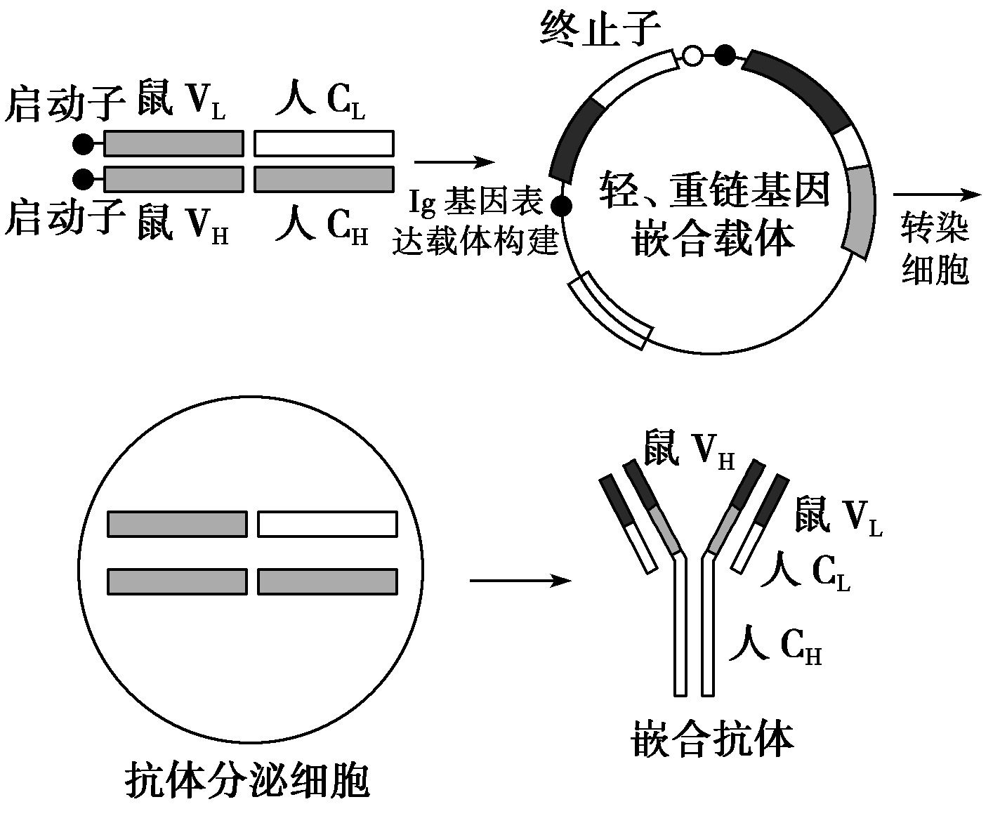 终止子
启动子 鼠 VL 人 CL
启动子 鼠 VH 人 CH
Ig 基因表
达载体构建
轻、重链基因
嵌合载体
转染
细胞
抗体分泌细胞
鼠 VH
鼠 VL
人 CL
人 CH
嵌合抗体